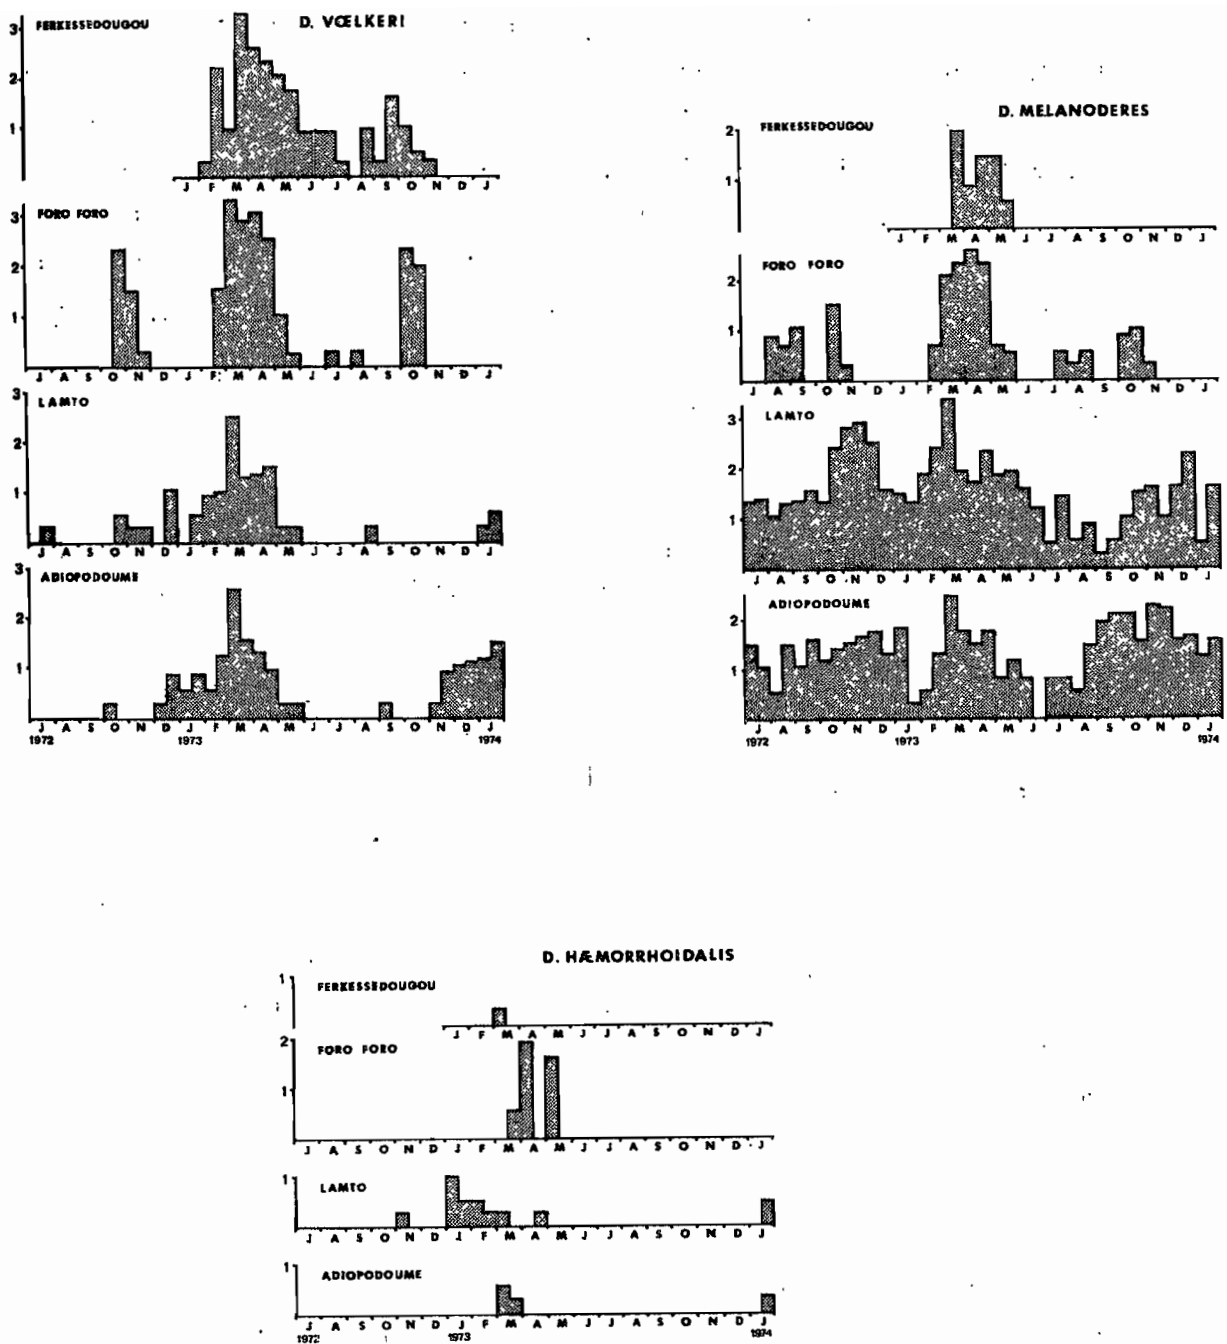 D. VŒLKERI
FERKESSEDOUGOU
3
2
1
J F M A M J J A S O N D J
FORO FORO
3
2
1
J A S O N D J F M A M J J A S O N D J
LAMTO
3
2
1
J A S O N D J F M A M J J A S O N D J
ADIOPODOUME
3
2
1
J A S O N D J F M A M J J A S O N D J
1972 1973 1974
D. MELANODERES
FERKESSEDOUGOU
2
1
J F M A M J J A S O N D J
FORO FORO
2
1
J A S O N D J F M A M J J A S O N D J
LAMTO
3
2
1
J A S O N D J F M A M J J A S O N D J
ADIOPODOUME
2
1
J A S O N D J F M A M J J A S O N D J
1972 1973 1974
D. HÆMORRHOIDALIS
FERKESSEDOUGOU
1
J F M A M J J A S O N D J
FORO FORO
2
1
J A S O N D J F M A M J J A S O N D J
LAMTO
1
J A S O N D J F M A M J J A S O N D J
ADIOPODOUME
1
J A S O N D J F M A M J J A S O N D J
1972 1973 1974